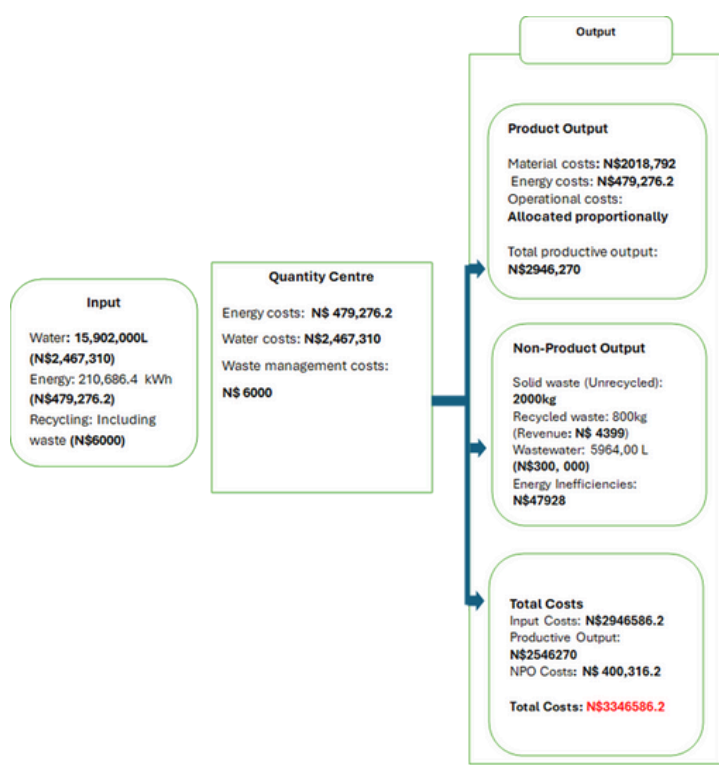 Output
Product Output
Material costs: N$2018,792
Energy costs: N$479,276.2
Operational costs:
Allocated proportionally
Total productive output:
N$2946,270
Quantity Centre
Energy costs: N$ 479,276.2
Water costs: N$2,467,310
Waste management costs:
N$ 6000
Input
Water: 15,902,000L
(N$2,467,310)
Energy: 210,686.4 kWh
(N$479,276.2)
Recycling: Including
waste (N$6000)
Non-Product Output
Solid waste (Unrecycled):
2000kg
Recycled waste: 800kg
(Revenue: N$ 4399)
Wastewater: 5964,00 L
(N$300, 000)
Energy Inefficiencies:
N$47928
Total Costs
Input Costs: N$2946586.2
Productive Output:
N$2546270
NPO Costs: N$ 400,316.2
Total Costs: N$3346586.2